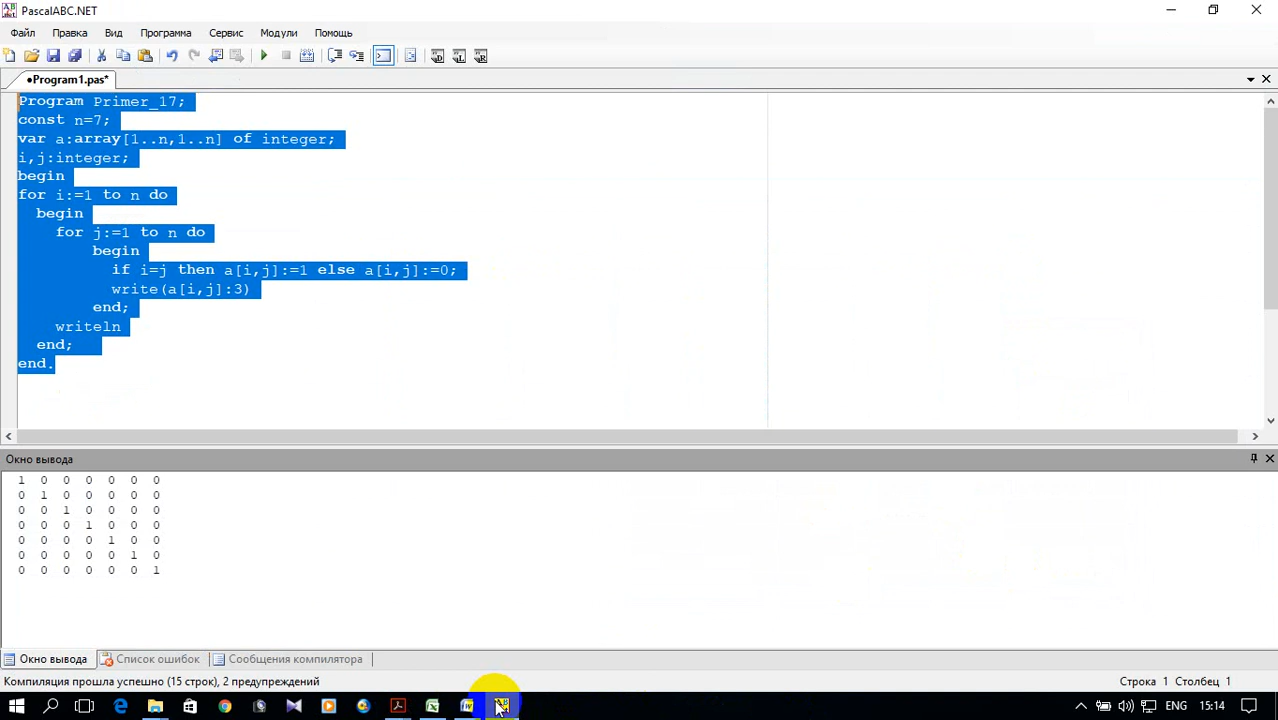 PascalABC.NET
Файл Правка Вид Программа Сервис Модули Помощь
●Program1.pas*
Program Primer_17;
const n=7;
var a:array[1..n,1..n] of integer;
i,j:integer;
begin
for i:=1 to n do
begin
for j:=1 to n do
begin
if i=j then a[i,j]:=1 else a[i,j]:=0;
write(a[i,j]:3)
end;
writeln
end;
end.
Окно вывода
1 0 0 0 0 0 0
0 1 0 0 0 0 0
0 0 1 0 0 0 0
0 0 0 1 0 0 0
0 0 0 0 1 0 0
0 0 0 0 0 1 0
0 0 0 0 0 0 1
Окно вывода Список ошибок Сообщения компилятора
Компиляция прошла успешно (15 строк), 2 предупреждений Строка 1 Столбец 1
ENG 15:14